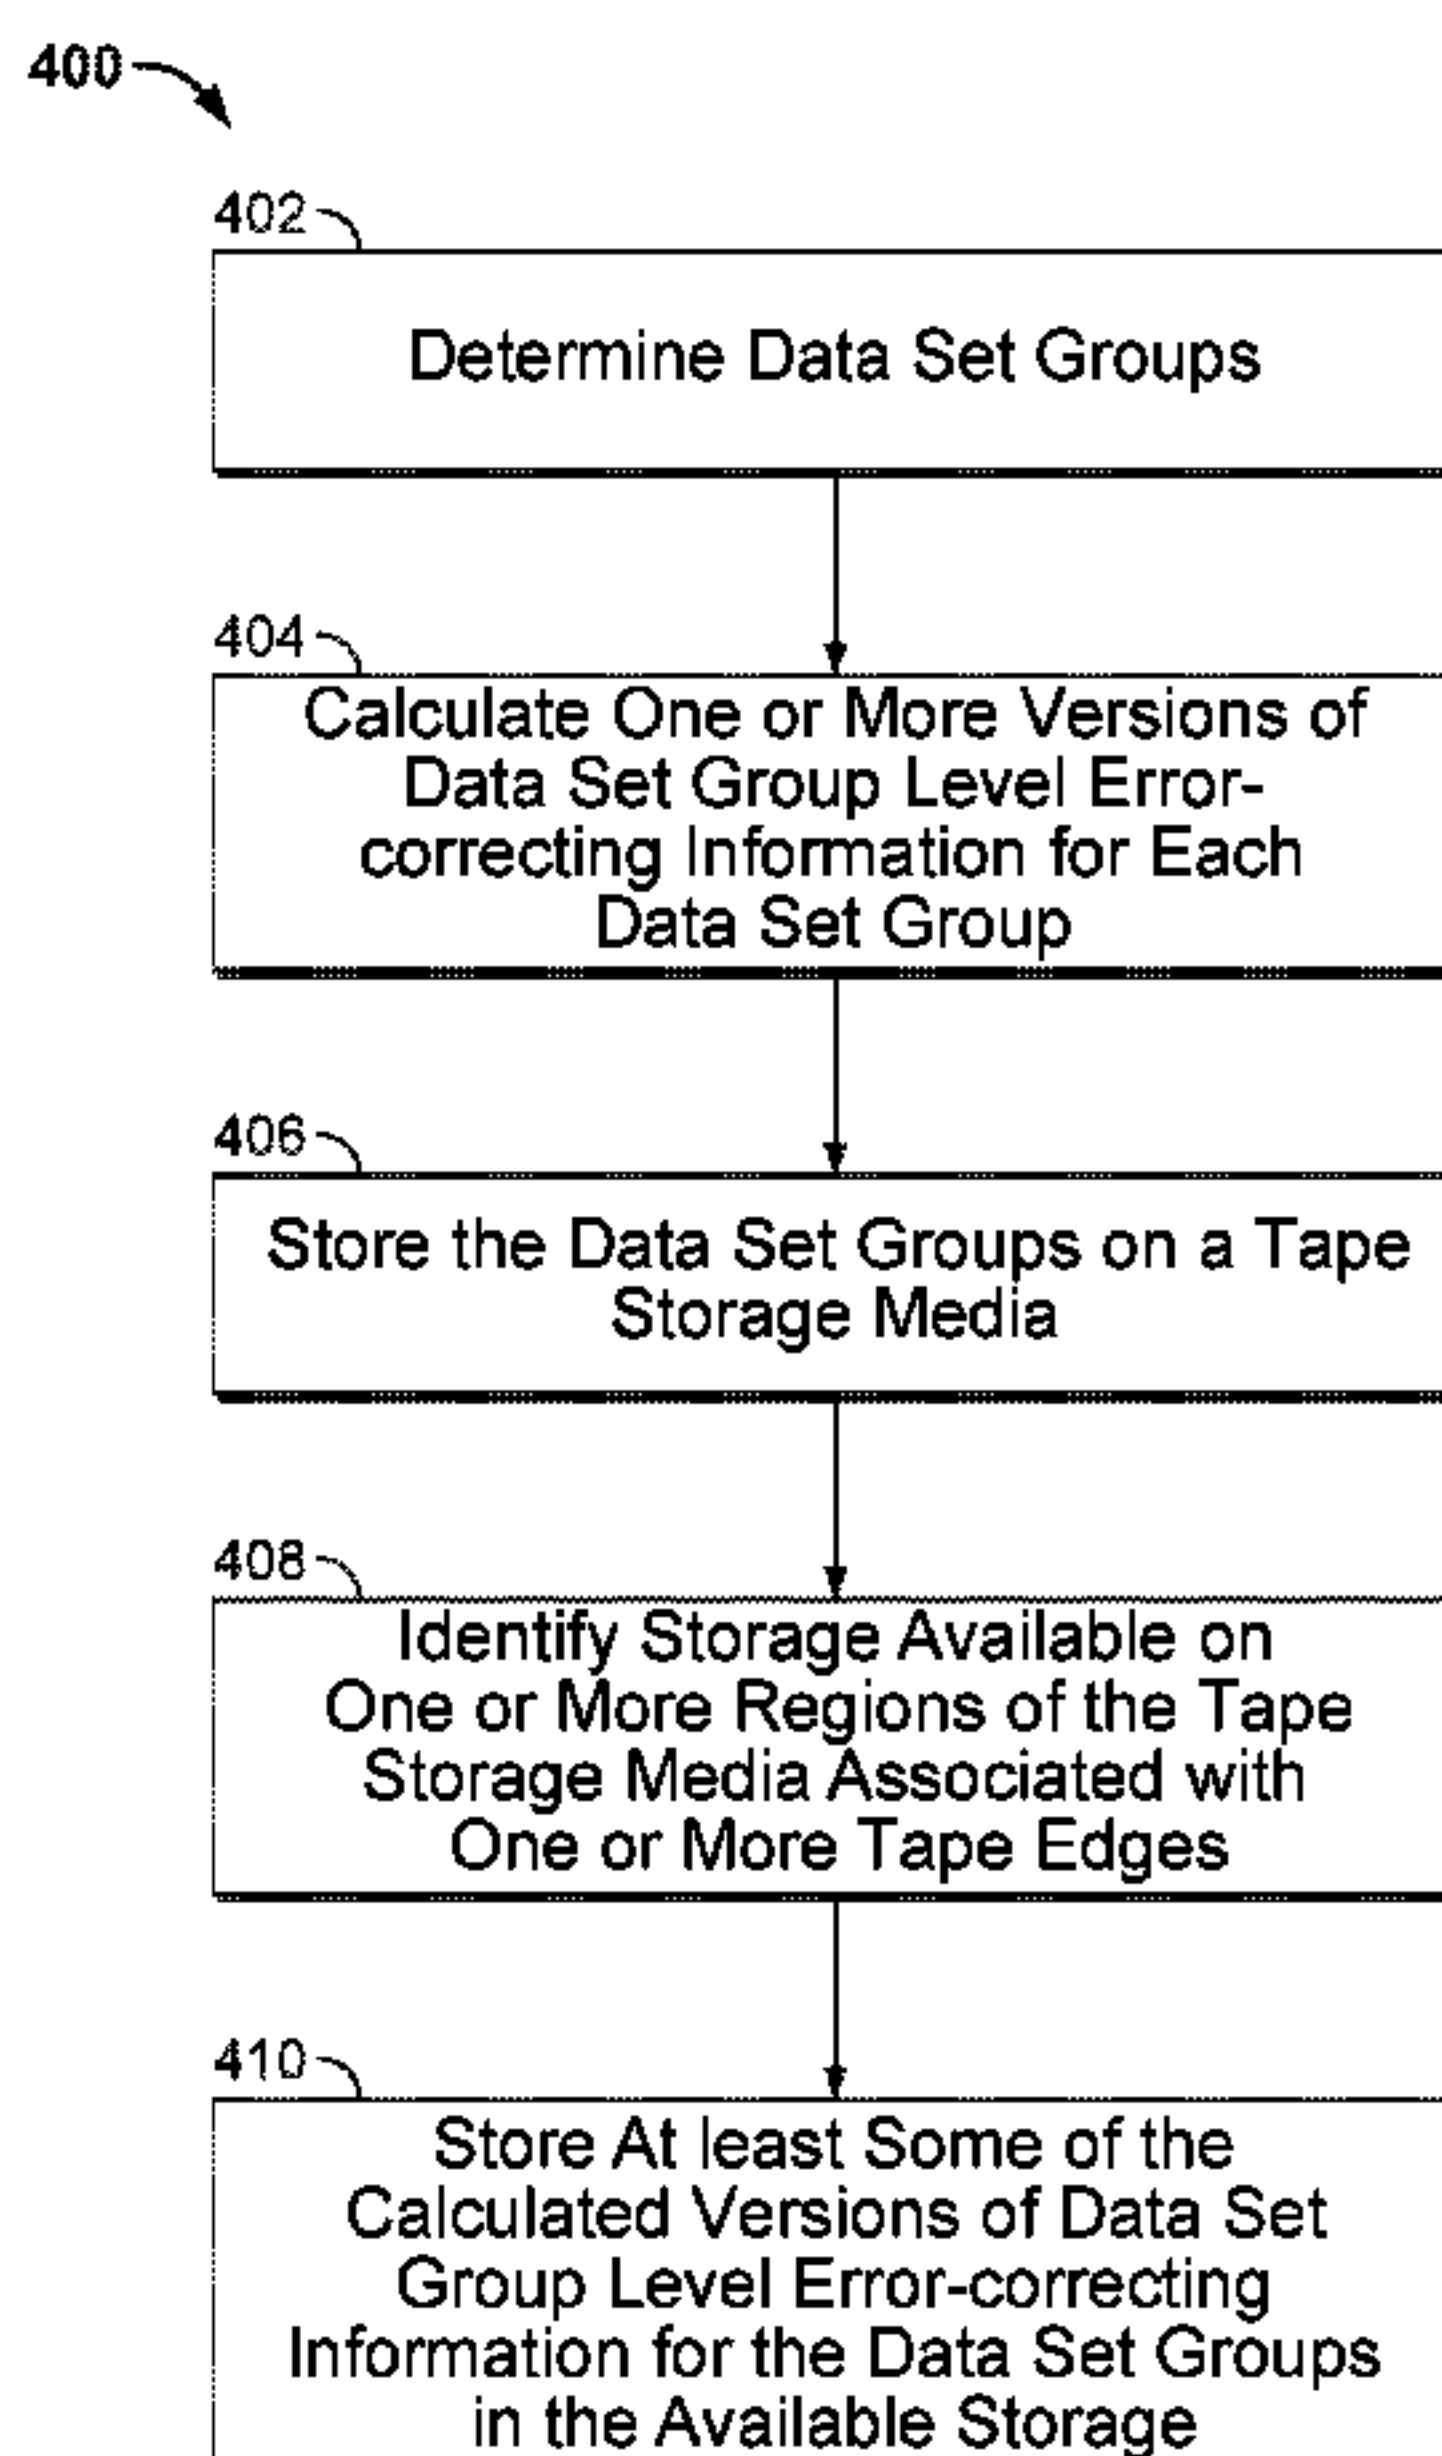 400
402
Determine Data Set Groups
404
Calculate One or More Versions of
Data Set Group Level Error-
correcting Information for Each
Data Set Group
406
Store the Data Set Groups on a Tape
Storage Media
408
Identify Storage Available on
One or More Regions of the Tape
Storage Media Associated with
One or More Tape Edges
410
Store At least Some of the
Calculated Versions of Data Set
Group Level Error-correcting
Information for the Data Set Groups
in the Available Storage